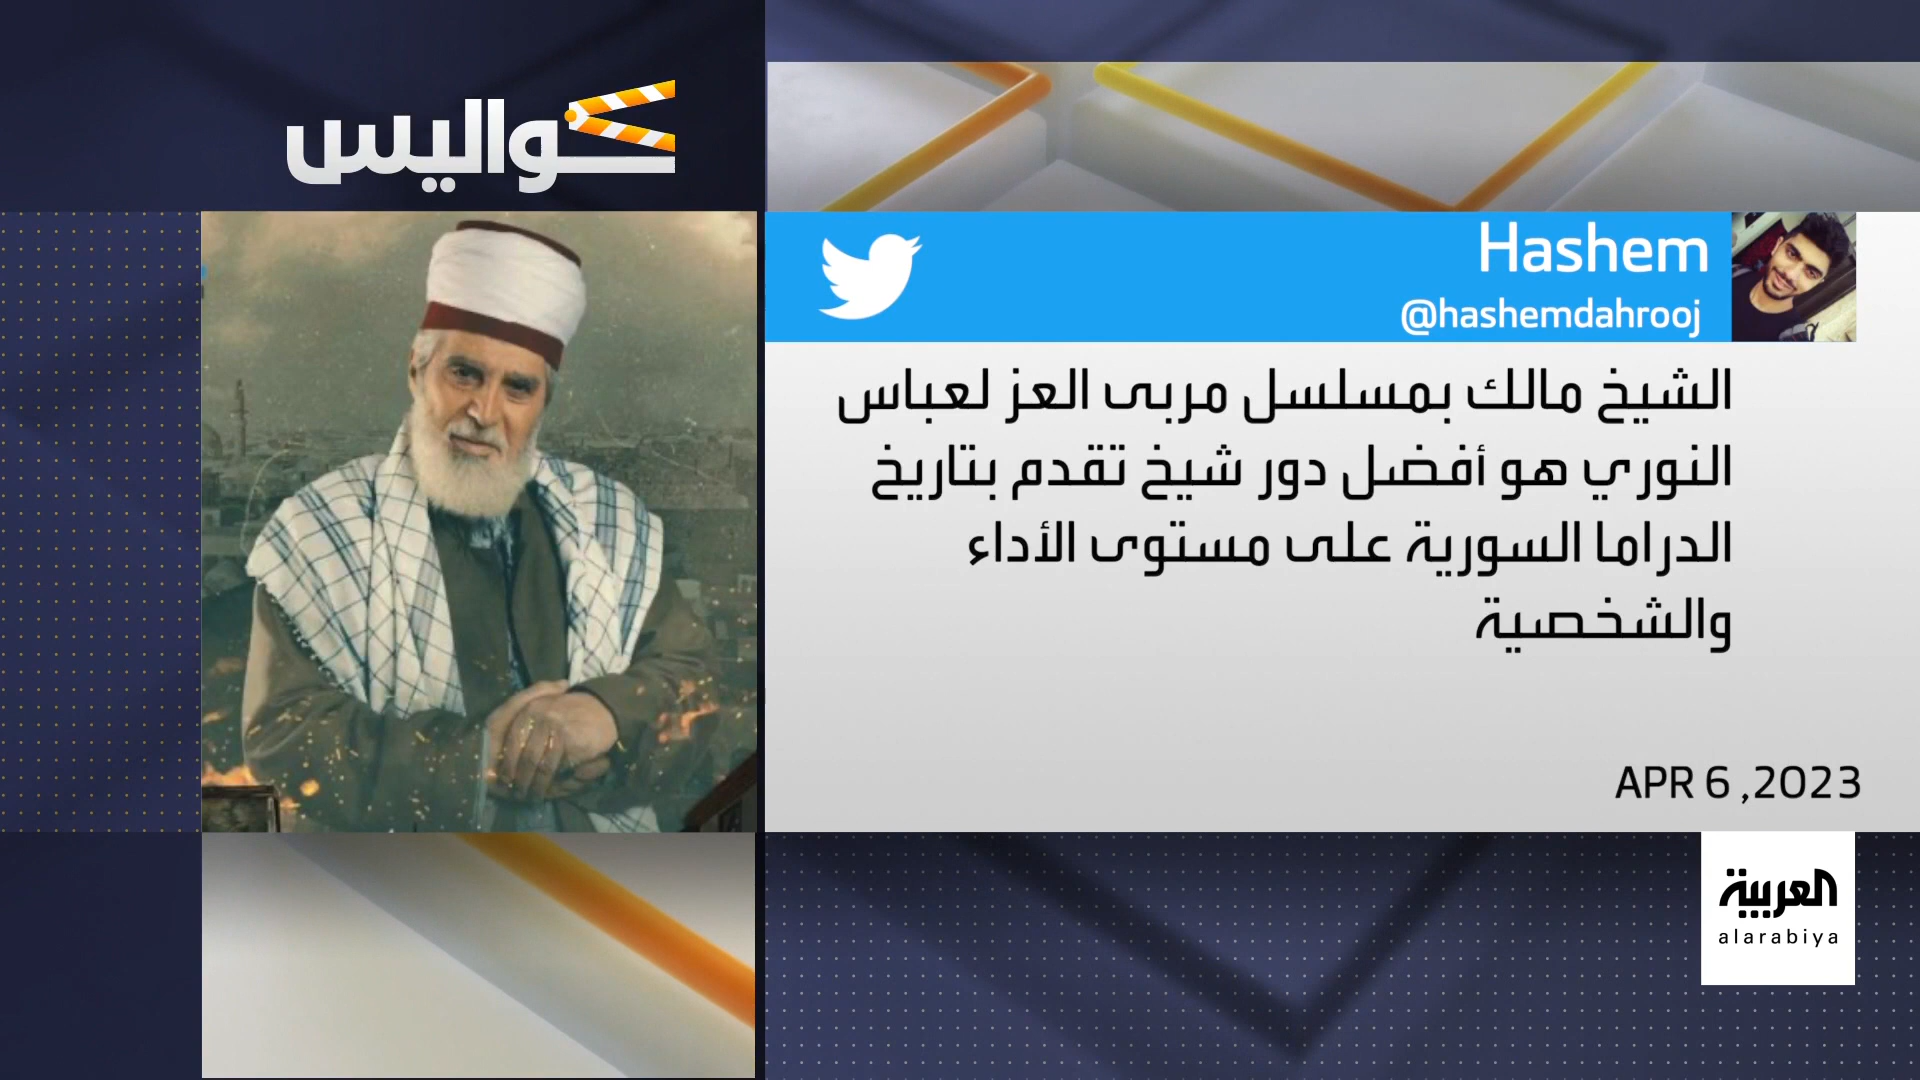 كواليس
Hashem
@hashemdahrooj
الشيخ مالك بمسلسل مربى العز لعباس
النوري هو أفضل دور شيخ تقدم بتاريخ
الدراما السورية على مستوى الأداء
والشخصية
APR 6 ,2023
العربية
alarabiya